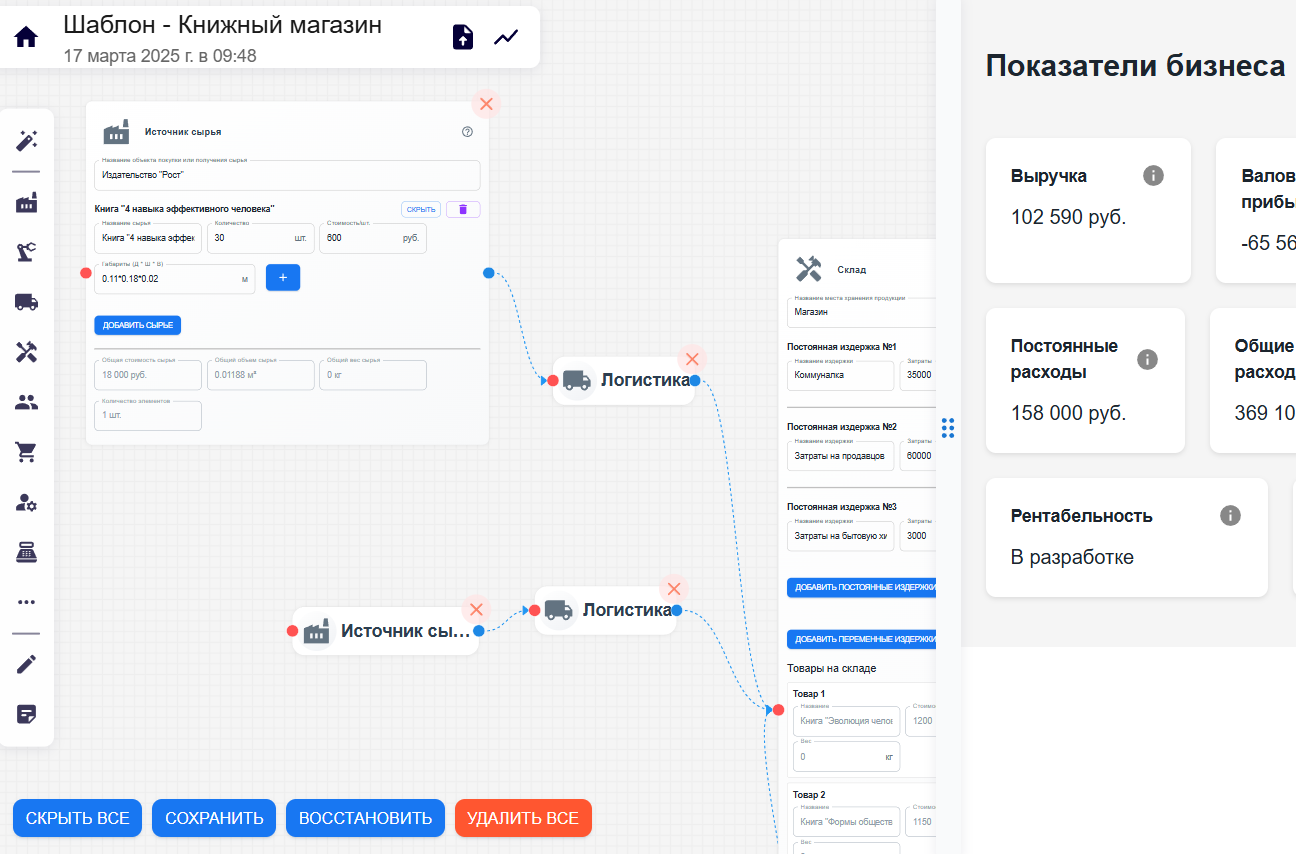 Шаблон - Книжный магазин
17 марта 2025 г. в 09:48
Источник сырья
Название объекта покупки или получения сырья
Издательство "Рост"
Книга "4 навыка эффективного человека"
СКРЫТЬ
Название сырья
Книга "4 навыка эффек
Количество
30 шт.
Стоимость/шт.
600 руб.
Габариты (Д * Ш * В)
0.11*0.18*0.02 м
+
ДОБАВИТЬ СЫРЬЕ
Общая стоимость сырья
18 000 руб.
Общий объем сырья
0.01188 м³
Общий вес сырья
0 кг
Количество элементов
1 шт.
Логистика
Источник сы...
Логистика
Склад
Название места хранения продукции
Магазин
Постоянная издержка №1
Название издержки
Коммуналка
Затраты
35000
Постоянная издержка №2
Название издержки
Затраты на продавцов
Затраты
60000
Постоянная издержка №3
Название издержки
Затраты на бытовую хи
Затраты
3000
ДОБАВИТЬ ПОСТОЯННЫЕ ИЗДЕРЖКИ
ДОБАВИТЬ ПЕРЕМЕННЫЕ ИЗДЕРЖКИ
Товары на складе
Товар 1
Название
Книга "Эволюция челов
Стоимо
1200
Вес
0 кг
Товар 2
Название
Книга "Формы обществ
Стоимо
1150
Вес
СКРЫТЬ ВСЕ
СОХРАНИТЬ
ВОССТАНОВИТЬ
УДАЛИТЬ ВСЕ
Показатели бизнеса
Выручка
102 590 руб.
Валов
прибы
-65 56
Постоянные
расходы
158 000 руб.
Общие
расход
369 10
Рентабельность
В разработке